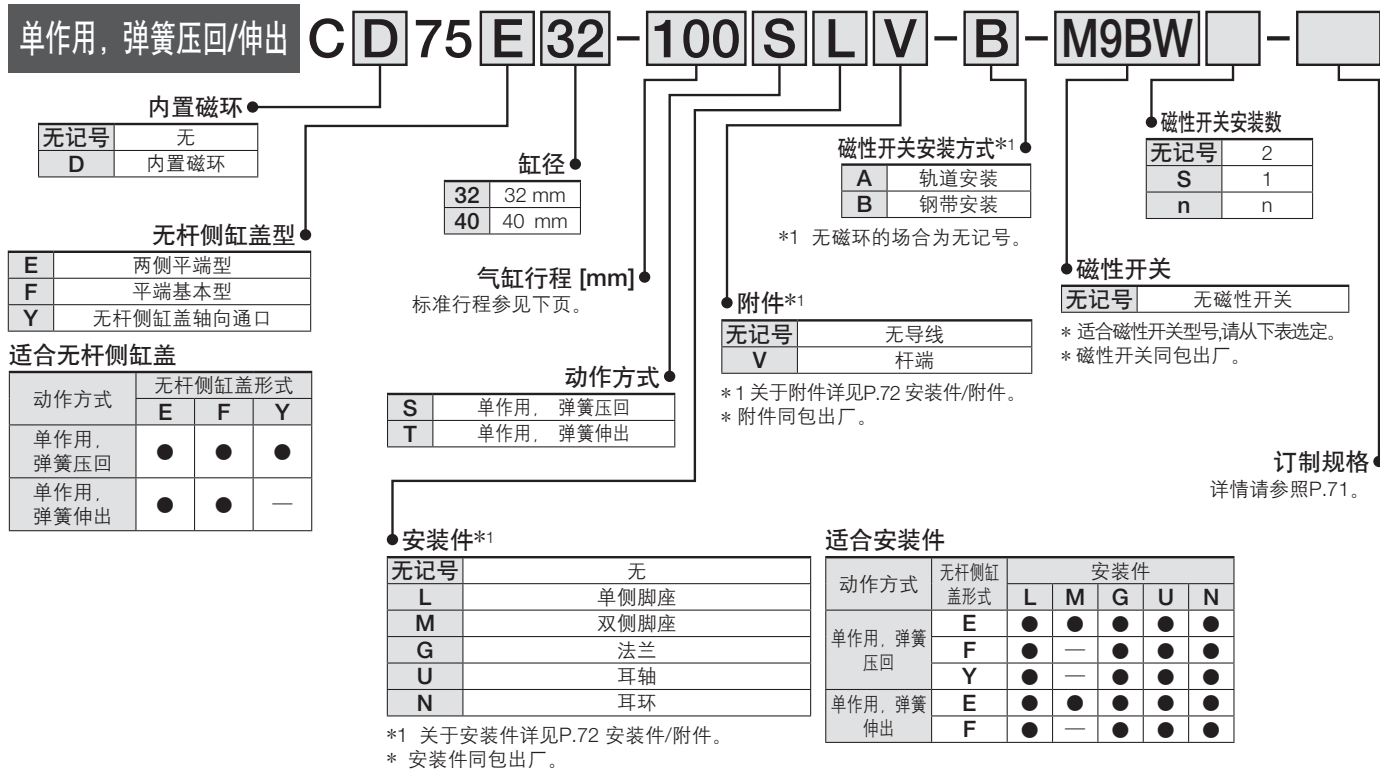 单作用，弹簧压回/伸出 CD75E32-100SLV-B-M9BW□-□
内置磁环
无记号 无
D 内置磁环
无杆侧缸盖型
E 两侧平端型
F 平端基本型
Y 无杆侧缸盖轴向通口
适合无杆侧缸盖
动作方式 无杆侧缸盖形式
E F Y
单作用，
弹簧压回 ● ● ●
单作用，
弹簧伸出 ● ● —
缸径
32 32 mm
40 40 mm
气缸行程 [mm]
标准行程参见下页。
动作方式
S 单作用， 弹簧压回
T 单作用， 弹簧伸出
安装件*1
无记号 无
L 单侧脚座
M 双侧脚座
G 法兰
U 耳轴
N 耳环
*1 关于安装件详见P.72 安装件/附件。
* 安装件同包出厂。
磁性开关安装方式*1
A 轨道安装
B 钢带安装
*1 无磁环的场合为无记号。
附件*1
无记号 无导线
V 杆端
*1 关于附件详见P.72 安装件/附件。
* 附件同包出厂。
磁性开关安装数
无记号 2
S 1
n n
磁性开关
无记号 无磁性开关
* 适合磁性开关型号,请从下表选定。
* 磁性开关同包出厂。
订制规格
详情请参照P.71。
适合安装件
动作方式 无杆侧缸
盖形式 安装件
L M G U N
单作用，弹簧
压回
E ● ● ● ● ●
F ● — ● ● ●
Y ● — ● ● ●
单作用，弹簧
伸出
E ● ● ● ● ●
F ● — ● ● ●